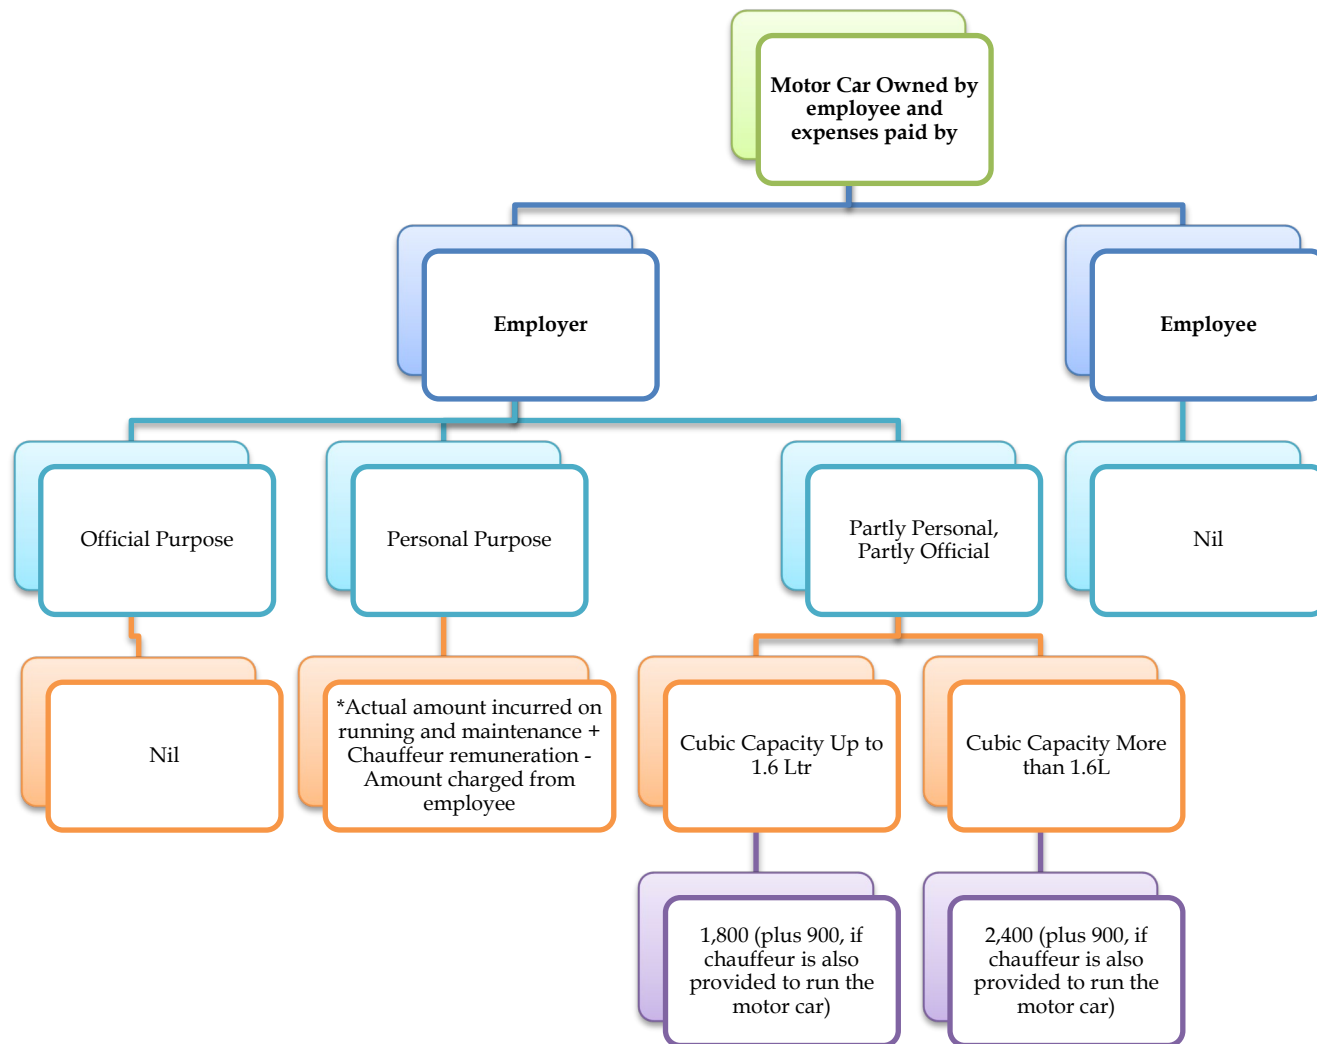 Motor Car Owned by
employee and
expenses paid by
Employer
Employee
Official Purpose
Personal Purpose
Partly Personal,
Partly Official
Nil
Nil
*Actual amount incurred on
running and maintenance +
Chauffeur remuneration -
Amount charged from
employee
Cubic Capacity Up to
1.6 Ltr
Cubic Capacity More
than 1.6L
1,800 (plus 900, if
chauffeur is also
provided to run the
motor car)
2,400 (plus 900, if
chauffeur is also
provided to run the
motor car)